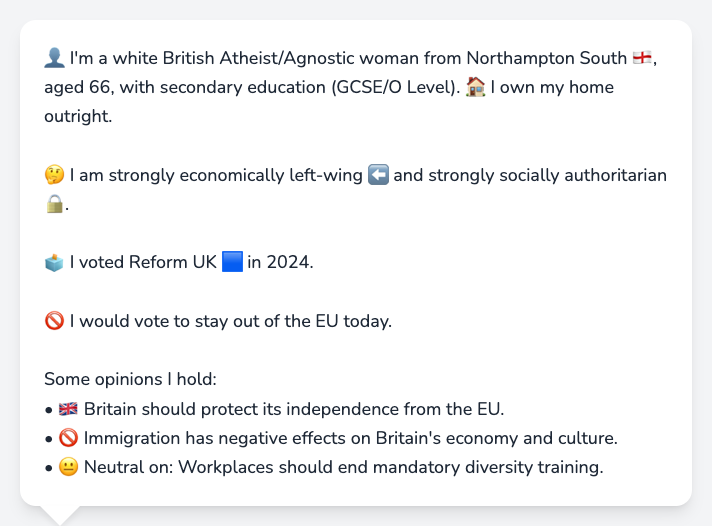 👤 I'm a white British Atheist/Agnostic woman from Northampton South 🏴󠁧󠁢󠁥󠁮󠁧󠁿,
aged 66, with secondary education (GCSE/O Level). 🏠 I own my home
outright.
🤔 I am strongly economically left-wing ⬅️ and strongly socially authoritarian
🔒.
🗳️ I voted Reform UK 🟦 in 2024.
🚫 I would vote to stay out of the EU today.
Some opinions I hold:
• 🇬🇧 Britain should protect its independence from the EU.
• 🚫 Immigration has negative effects on Britain's economy and culture.
• 😐 Neutral on: Workplaces should end mandatory diversity training.